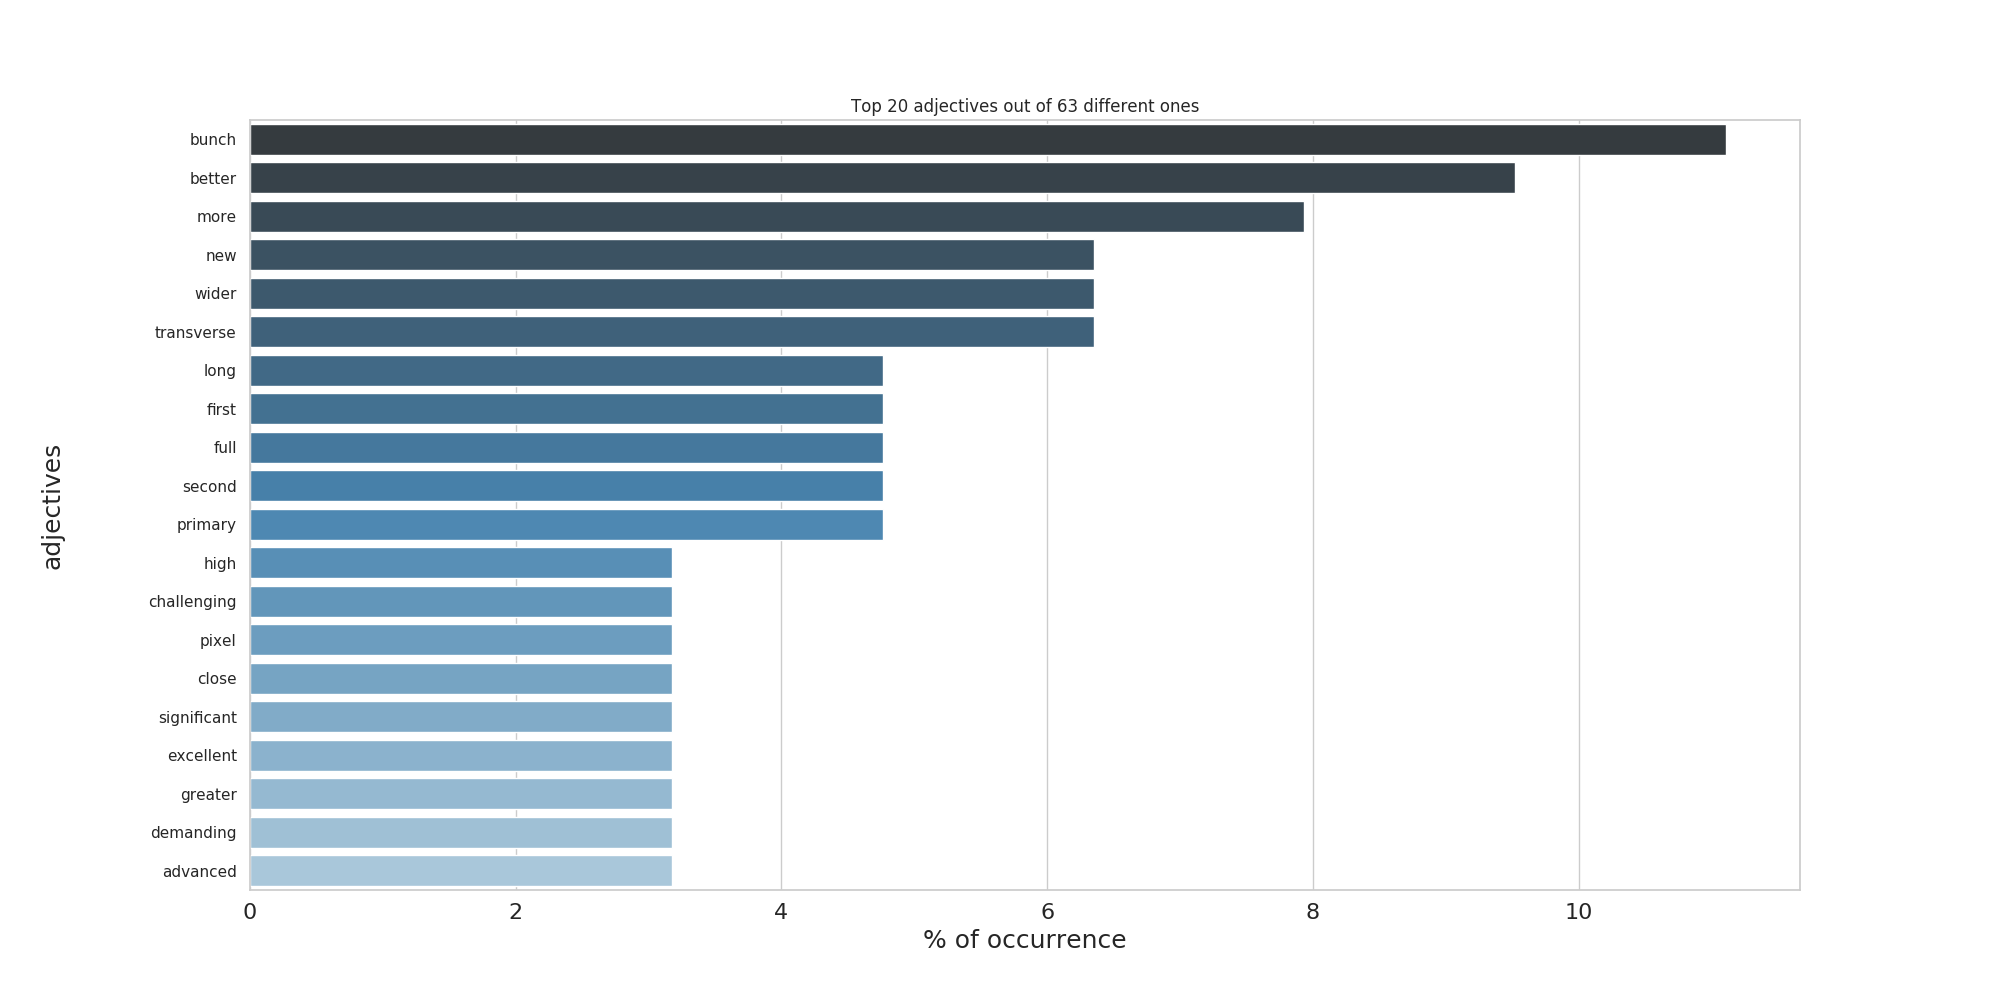 Top 20 adjectives out of 63 different ones
bunch
better
more
new
wider
transverse
long
first
full
second
primary
high
challenging
pixel
close
significant
excellent
greater
demanding
advanced
adjectives
0 2 4 6 8 10
% of occurrence